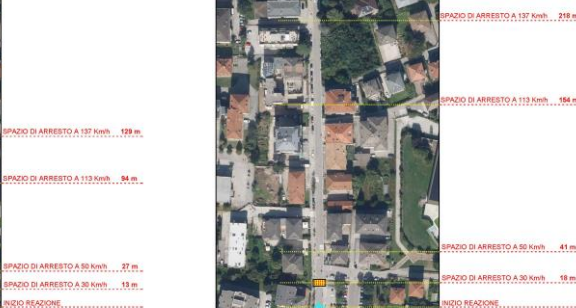 SPAZIO DI ARRESTO A 137 Km/h 218 m
SPAZIO DI ARRESTO A 113 Km/h 154 m
SPAZIO DI ARRESTO A 137 Km/h 129 m
SPAZIO DI ARRESTO A 113 Km/h 94 m
SPAZIO DI ARRESTO A 50 Km/h 41 m
SPAZIO DI ARRESTO A 50 Km/h 27 m
SPAZIO DI ARRESTO A 30 Km/h 18 m
SPAZIO DI ARRESTO A 30 Km/h 13 m
INIZIO REAZIONE
INIZIO REAZIONE